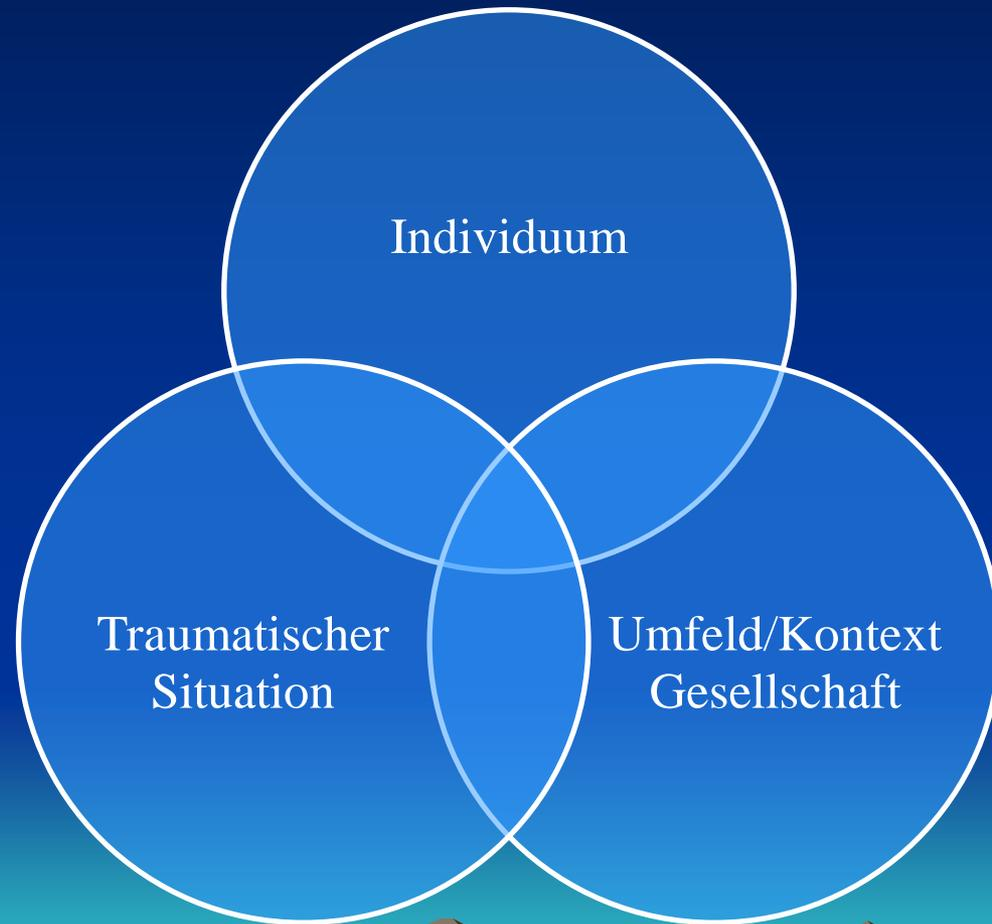 Individuum
Traumatischer
Situation
Umfeld/Kontext
Gesellschaft